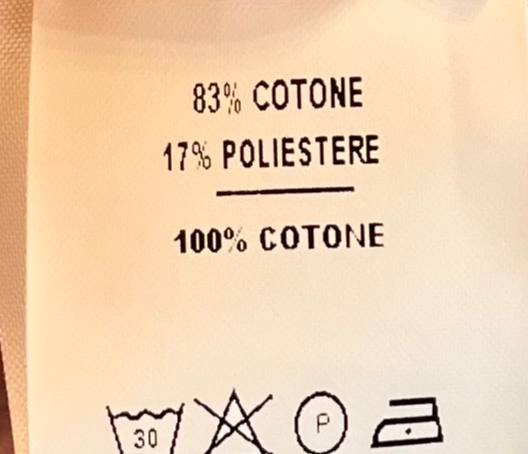 83% COTONE
17% POLIESTERE
100% COTONE
30 P